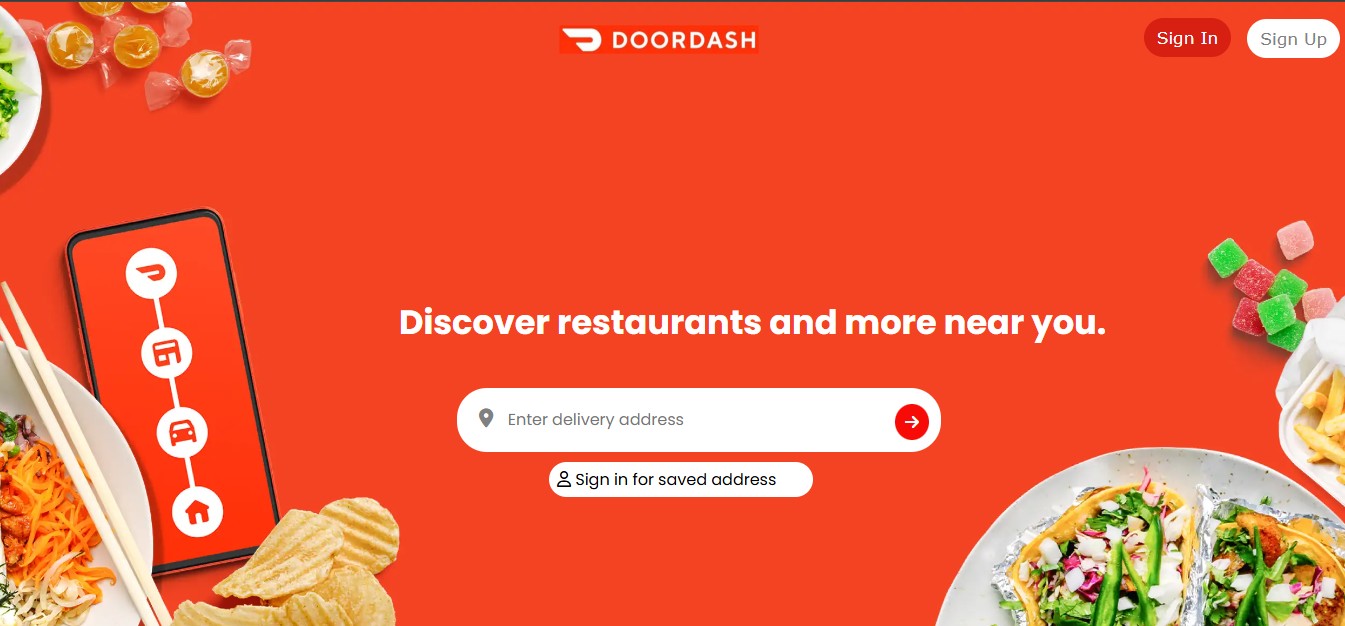 DOORDASH
Sign In
Sign Up
Discover restaurants and more near you.
Enter delivery address
Sign in for saved address